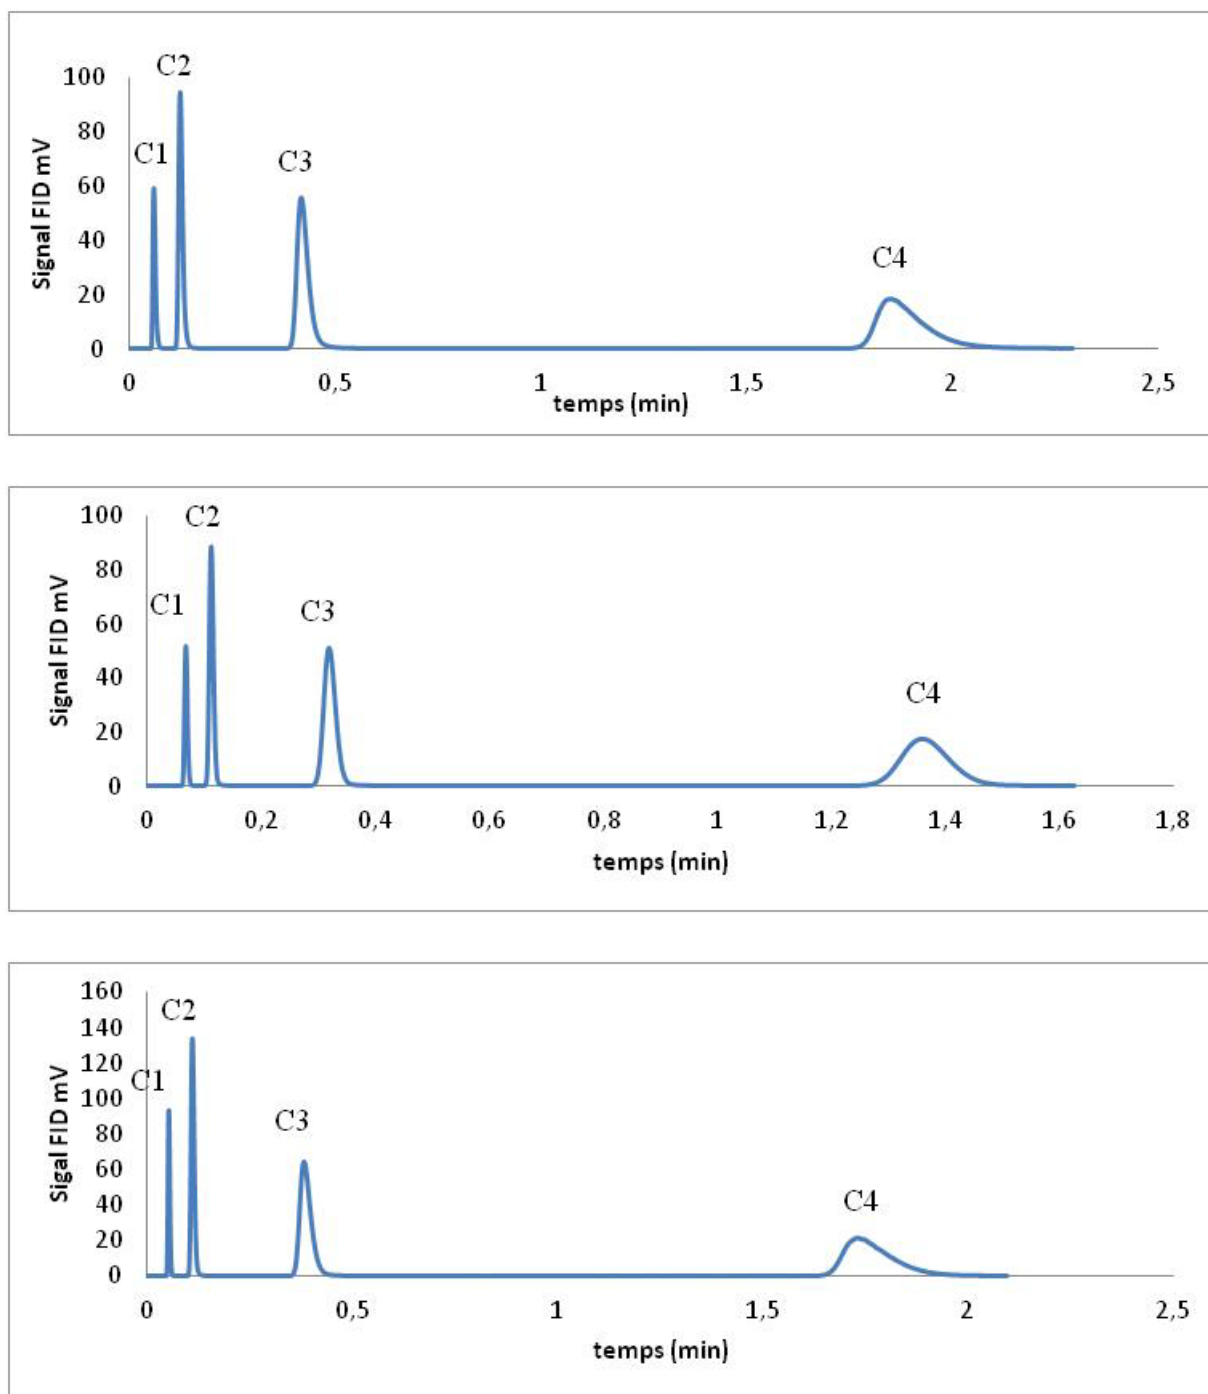 C2
100
80
C1
C3
60
40
C4
20
0
Signal FID mV
0 0,5 1 1,5 2 2,5
temps (min)
100
C2
80
C1
C3
60
40
C4
20
0
Signal FID mV
0 0,2 0,4 0,6 0,8 1 1,2 1,4 1,6 1,8
temps (min)
160
C2
140
120
C1
100
C3
80
60
C4
40
20
0
Sigal FID mV
0 0,5 1 1,5 2 2,5
temps (min)